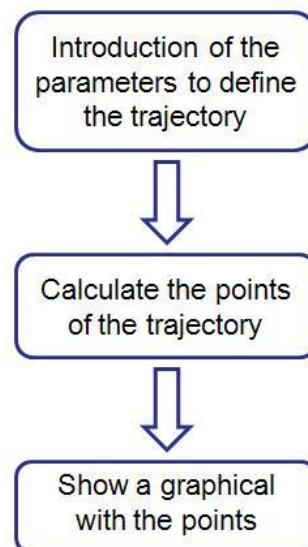 Introduction of the
parameters to define
the trajectory
Calculate the points
of the trajectory
Show a graphical
with the points